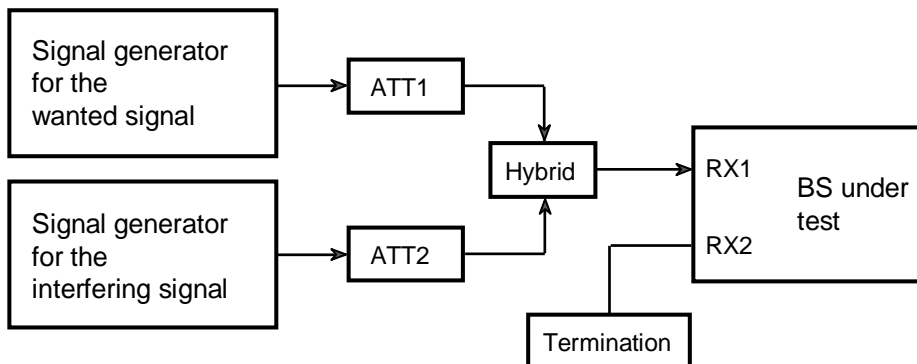 Signal generator
for the
wanted signal
ATT1
Hybrid
Signal generator
for the
interfering signal
ATT2
RX1
RX2
BS under
test
Termination